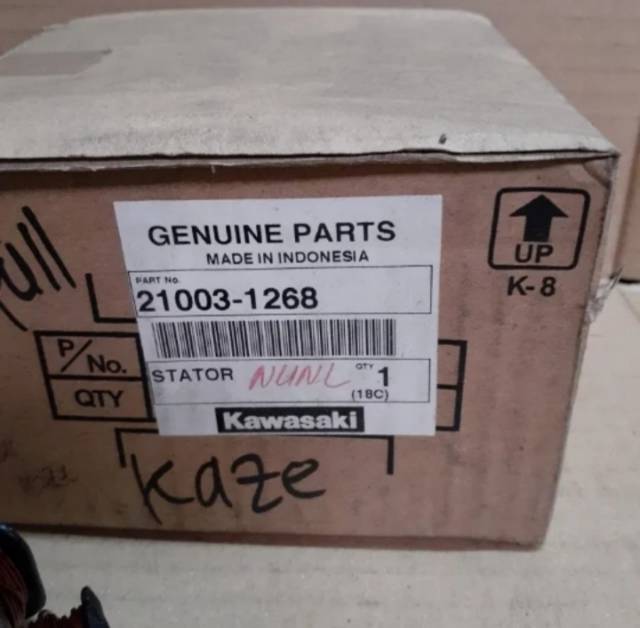 GENUINE PARTS
MADE IN INDONESIA
PART No.
21003-1268
STATOR
QTY 1
(18C)
Kawasaki
UP
K-8
P/No.
QTY
Kaze